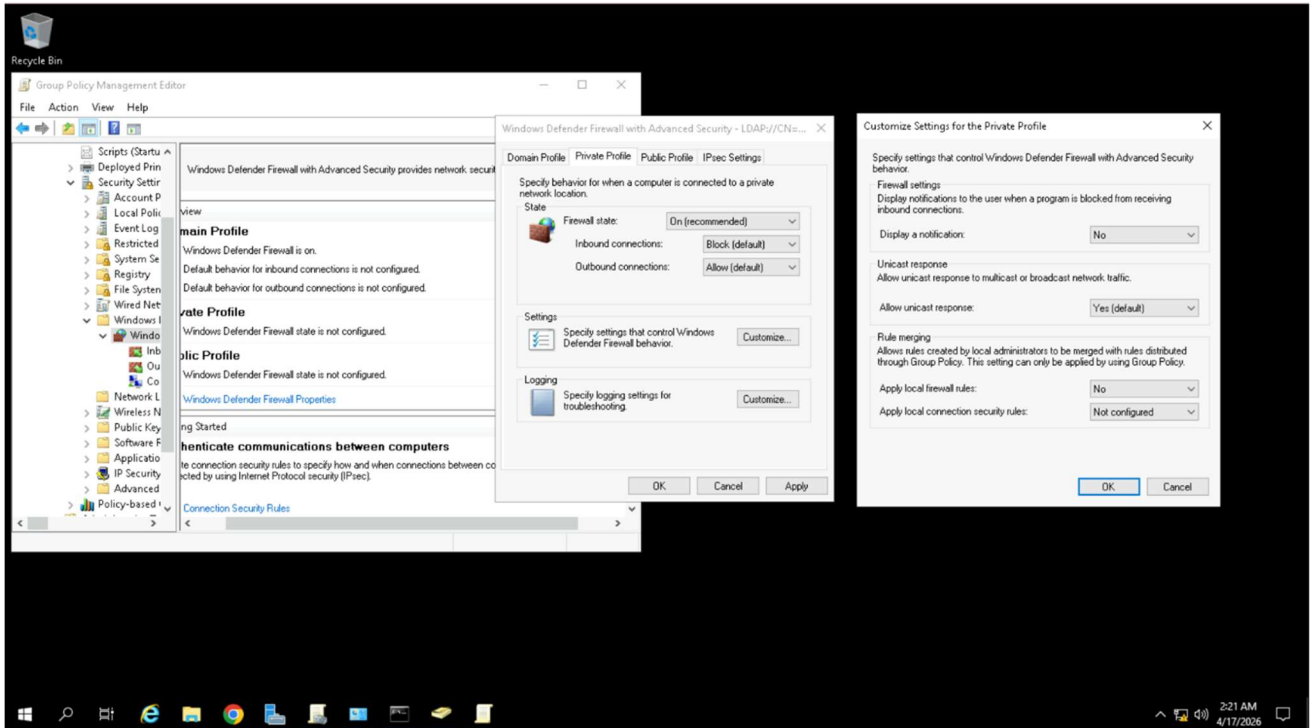 Recycle Bin
Group Policy Management Editor
File Action View Help
Scripts (Startu
Deployed Prin
Security Settir
Account P
Local Polic
Event Log
Restricted
System Se
Registry
File System
Wired Net
Windows I
Windo
Inb
Ou
Co
Network L
Wireless N
Public Key
Software F
Applicatio
IP Security
Advanced
Policy-based
Windows Defender Firewall with Advanced Security provides network securit
view
main Profile
Windows Defender Firewall is on.
Default behavior for inbound connections is not configured.
Default behavior for outbound connections is not configured.
vate Profile
Windows Defender Firewall state is not configured.
blic Profile
Windows Defender Firewall state is not configured.
Windows Defender Firewall Properties
ng Started
henticate communications between computers
te connection security rules to specify how and when connections between co
ected by using Internet Protocol security (IPsec).
Connection Security Rules
Windows Defender Firewall with Advanced Security - LDAP://CN=...
Domain Profile Private Profile Public Profile IPsec Settings
Specify behavior for when a computer is connected to a private
network location.
State
Firewall state: On (recommended)
Inbound connections: Block (default)
Outbound connections: Allow (default)
Settings
Specify settings that control Windows
Defender Firewall behavior.
Customize...
Logging
Specify logging settings for
troubleshooting.
Customize...
OK Cancel Apply
Customize Settings for the Private Profile
Specify settings that control Windows Defender Firewall with Advanced Security
behavior.
Firewall settings
Display notifications to the user when a program is blocked from receiving
inbound connections.
Display a notification: No
Unicast response
Allow unicast response to multicast or broadcast network traffic.
Allow unicast response: Yes (default)
Rule merging
Allows rules created by local administrators to be merged with rules distributed
through Group Policy. This setting can only be applied by using Group Policy.
Apply local firewall rules: No
Apply local connection security rules: Not configured
OK Cancel
2:21 AM
4/17/2026